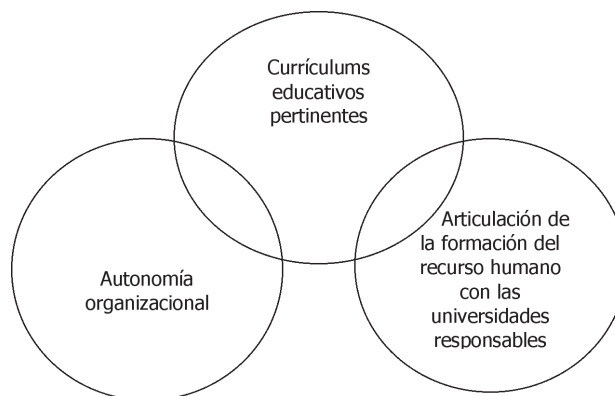 Currículums
educativos
pertinentes
Autonomía
organizacional
Articulación de
la formación del
recurso humano
con las
universidades
responsables